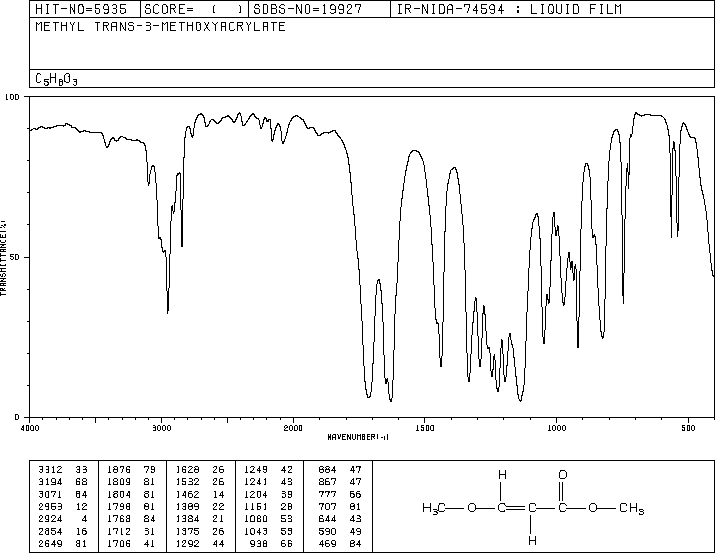 HIT-NO=5935 SCORE= ( ) SDBS-NO=19927 IR-NIDA-74594 : LIQUID FILM
METHYL TRANS-3-METHOXYACRYLATE
C5H8O3
100
50
0
TRANSMITTANCE(%)
4000 3000 2000 1500 1000 500
WAVENUMBER(-1)
3312 33 1876 79 1628 26 1249 42 884 47
3194 68 1809 81 1532 26 1241 43 867 47
3071 84 1804 81 1462 14 1204 39 777 66
2953 12 1798 81 1389 22 1161 28 707 81
2924 4 1768 84 1384 21 1080 53 644 43
2854 16 1712 31 1375 26 1043 59 590 49
2649 81 1706 41 1292 44 938 66 469 84
H O
H3C O O CH3
H